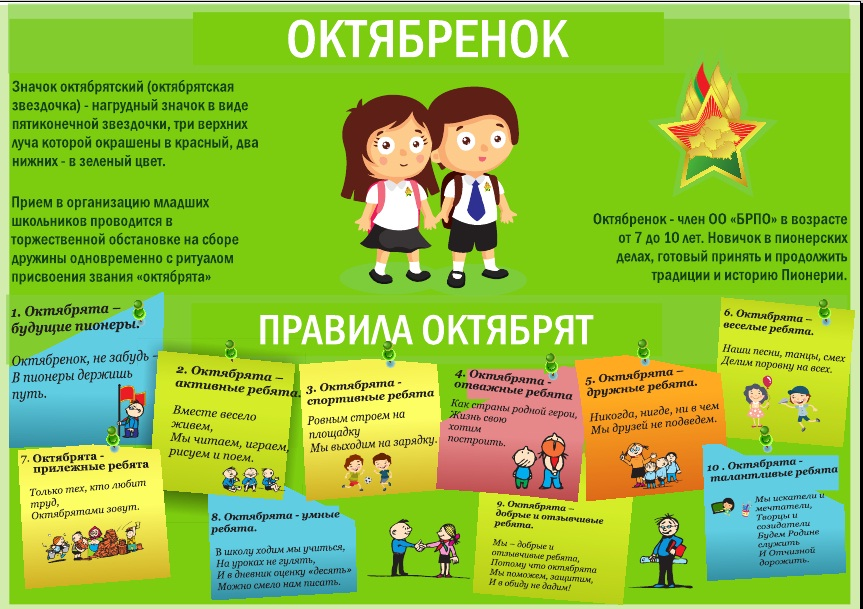 ОКТЯБРЕНОК
Значок октябрятский (октябрятская
звездочка) - нагрудный значок в виде
пятиконечной звездочки, три верхних
луча которой окрашены в красный, два
нижних - в зеленый цвет.
Прием в организацию младших
школьников проводится в
торжественной обстановке на сборе
дружины одновременно с ритуалом
присвоения звания «октябрята»
Октябренок - член ОО «БРПО» в возрасте
от 7 до 10 лет. Новичок в пионерских
делах, готовый принять и продолжить
традиции и историю Пионерии.
ПРАВИЛА ОКТЯБРЯТ
1. Октябрята –
будущие пионеры.
Октябренок, не забудь –
В пионеры держишь
путь.
2. Октябрята –
активные ребята.
Вместе весело
живем,
Мы читаем, играем,
рисуем и поем.
3. Октябрята -
спортивные ребята
Ровным строем на
площадку
Мы выходим на зарядку.
4. Октябрята -
отважные ребята
Как страны родной герои,
Жизнь свою
хотим
построить.
5. Октябрята –
дружные ребята.
Никогда, нигде, ни в чем
Мы друзей не подведем.
6. Октябрята –
веселые ребята.
Наши песни, танцы, смех
Делим поровну на всех.
7. Октябрята -
прилежные ребята
Только тех, кто любит
труд,
Октябрятами зовут.
8. Октябрята - умные
ребята.
В школу ходим мы учиться,
На уроках не гулять,
И в дневник оценку «десять»
Можно смело нам писать.
9. Октябрята –
добрые и отзывчивые
ребята.
Мы – добрые и
отзывчивые ребята,
Потому что октябрята
Мы поможем, защитим,
И в обиду не дадим!
10 . Октябрята -
талантливые ребята
Мы искатели и
мечтатели,
Творцы и
созидатели
Будем Родине
служить
И Отчизной
дорожить.